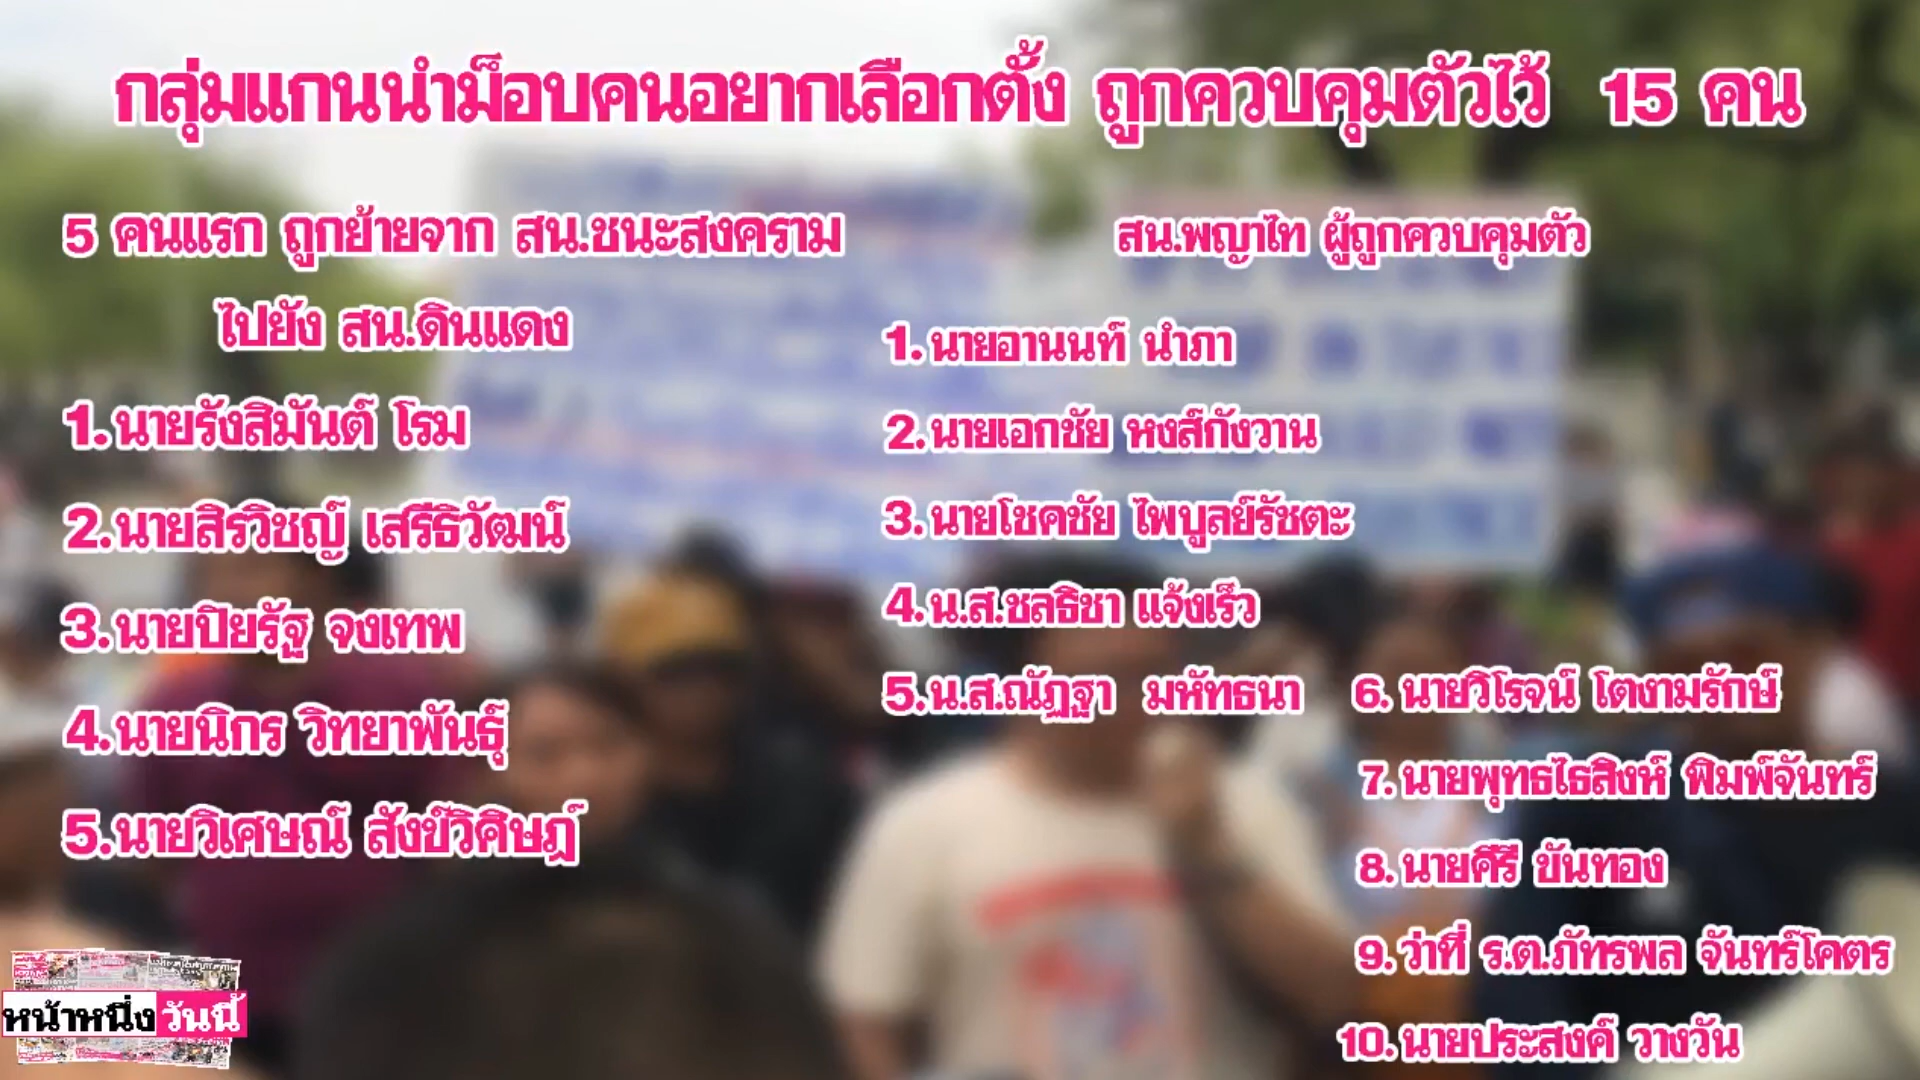 กลุ่มแกนนำม็อบคนอยากเลือกตั้ง ถูกควบคุมตัวไว้ 15 คน
5 คนแรก ถูกย้ายจาก สน.ชนะสงคราม
ไปยัง สน.ดินแดง
1.นายรังสิมันต์ โรม
2.นายสิรวิชญ์ เสรีธิวัฒน์
3.นายปิยรัฐ จงเทพ
4.นายนิกร วิทยาพันธุ์
5.นายวิเศษณ์ สังข์วิศิษฎ์
สน.พญาไท ผู้ถูกควบคุมตัว
1.นายอานนท์ นำภา
2.นายเอกชัย หงส์กังวาน
3.นายโชคชัย ไพบูลย์รัชตะ
4.น.ส.ชลธิชา แจ้งเร็ว
5.น.ส.ณัฏฐา มหัทธนา
6. นายวิโรจน์ โตงามรักษ์
7. นายพุทธไธสิงห์ พิมพ์จันทร์
8. นายคีรี ขันทอง
9. ว่าที่ ร.ต.ภัทรพล จันทร์โคตร
10. นายประสงค์ วางวัน
หน้าหนึ่ง วันนี้